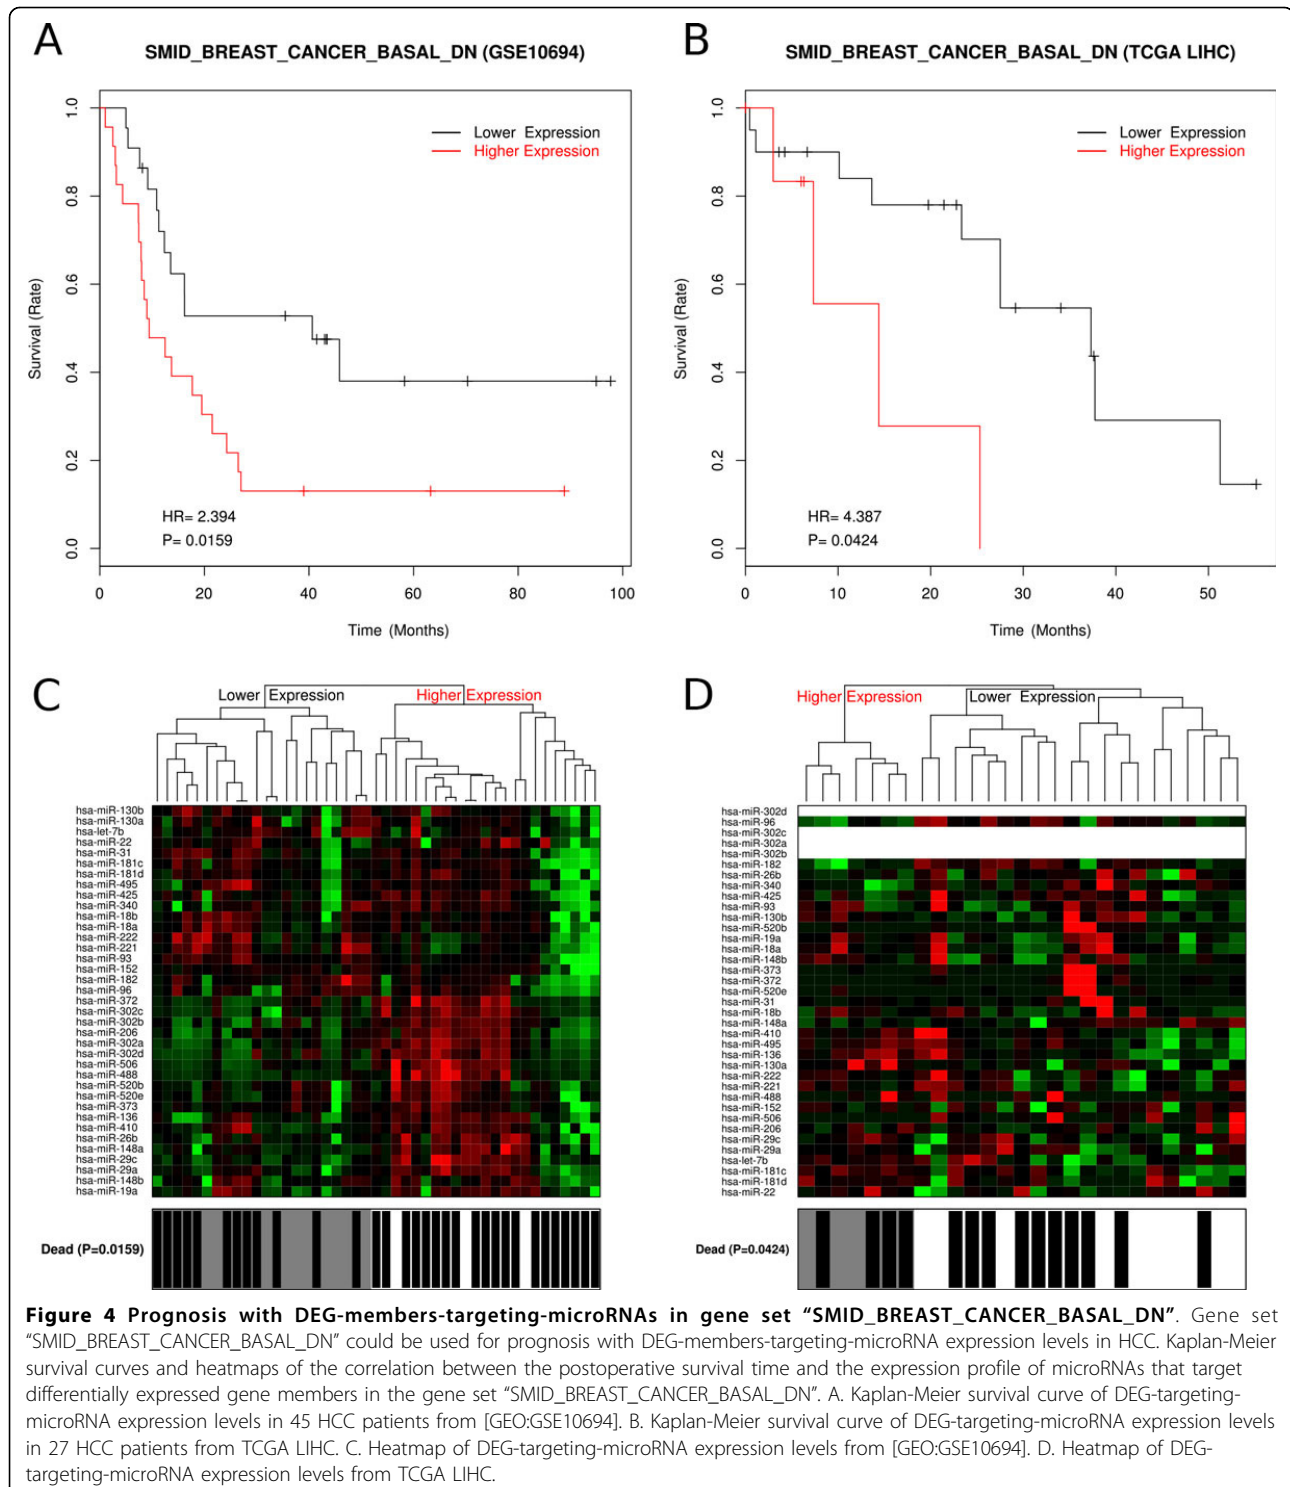 A
SMID_BREAST_CANCER_BASAL_DN (GSE10694)
Survival (Rate)
1.0
0.8
0.6
0.4
0.2
0.0
Lower Expression
Higher Expression
HR= 2.394
P= 0.0159
0 20 40 60 80 100
Time (Months)
B
SMID_BREAST_CANCER_BASAL_DN (TCGA LIHC)
Survival (Rate)
1.0
0.8
0.6
0.4
0.2
0.0
Lower Expression
Higher Expression
HR= 4.387
P= 0.0424
0 10 20 30 40 50
Time (Months)
C
Lower Expression
Higher Expression
hsa-miR-130b
hsa-miR-130a
hsa-let-7b
hsa-miR-22
hsa-miR-31
hsa-miR-181c
hsa-miR-181d
hsa-miR-495
hsa-miR-425
hsa-miR-340
hsa-miR-18b
hsa-miR-18a
hsa-miR-222
hsa-miR-221
hsa-miR-93
hsa-miR-152
hsa-miR-182
hsa-miR-96
hsa-miR-372
hsa-miR-302c
hsa-miR-302b
hsa-miR-206
hsa-miR-302a
hsa-miR-302d
hsa-miR-506
hsa-miR-488
hsa-miR-520b
hsa-miR-520e
hsa-miR-373
hsa-miR-136
hsa-miR-410
hsa-miR-26b
hsa-miR-148a
hsa-miR-29c
hsa-miR-29a
hsa-miR-148b
hsa-miR-19a
Dead (P=0.0159)
D
Higher Expression
Lower Expression
hsa-miR-302d
hsa-miR-96
hsa-miR-302c
hsa-miR-302a
hsa-miR-302b
hsa-miR-182
hsa-miR-26b
hsa-miR-340
hsa-miR-425
hsa-miR-93
hsa-miR-130b
hsa-miR-520b
hsa-miR-19a
hsa-miR-18a
hsa-miR-148b
hsa-miR-373
hsa-miR-372
hsa-miR-520e
hsa-miR-31
hsa-miR-18b
hsa-miR-148a
hsa-miR-410
hsa-miR-495
hsa-miR-136
hsa-miR-130a
hsa-miR-222
hsa-miR-221
hsa-miR-488
hsa-miR-152
hsa-miR-506
hsa-miR-206
hsa-miR-29c
hsa-miR-29a
hsa-let-7b
hsa-miR-181c
hsa-miR-181d
hsa-miR-22
Dead (P=0.0424)
Figure 4 Prognosis with DEG-members-targeting-microRNAs in gene set “SMID_BREAST_CANCER_BASAL_DN”. Gene set
“SMID_BREAST_CANCER_BASAL_DN” could be used for prognosis with DEG-members-targeting-microRNA expression levels in HCC. Kaplan-Meier
survival curves and heatmaps of the correlation between the postoperative survival time and the expression profile of microRNAs that target
differentially expressed gene members in the gene set “SMID_BREAST_CANCER_BASAL_DN”. A. Kaplan-Meier survival curve of DEG-targeting-
microRNA expression levels in 45 HCC patients from [GEO:GSE10694]. B. Kaplan-Meier survival curve of DEG-targeting-microRNA expression levels
in 27 HCC patients from TCGA LIHC. C. Heatmap of DEG-targeting-microRNA expression levels from [GEO:GSE10694]. D. Heatmap of DEG-
targeting-microRNA expression levels from TCGA LIHC.